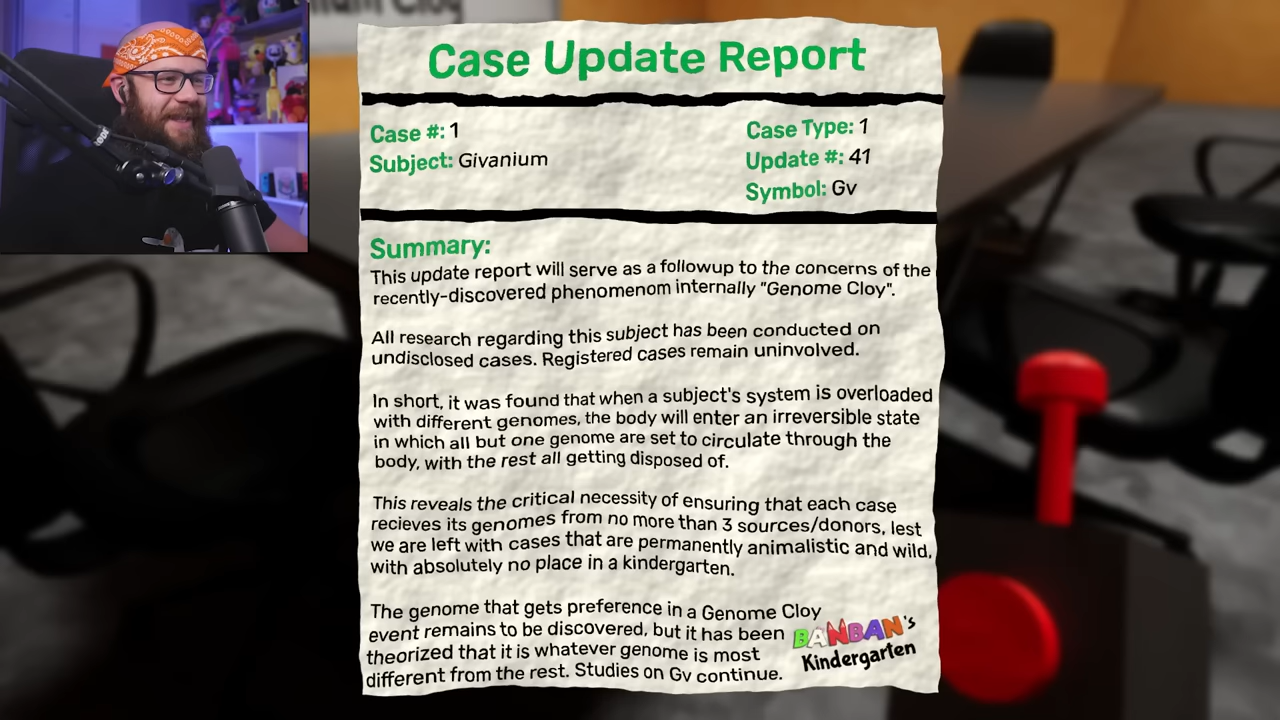 Case Update Report
Case #: 1
Subject: Givanium
Case Type: 1
Update #: 41
Symbol: Gv
Summary:
This update report will serve as a followup to the concerns of the
recently-discovered phenomenom internally "Genome Cloy".
All research regarding this subject has been conducted on
undisclosed cases. Registered cases remain uninvolved.
In short, it was found that when a subject's system is overloaded
with different genomes, the body will enter an irreversible state
in which all but one genome are set to circulate through the
body, with the rest all getting disposed of.
This reveals the critical necessity of ensuring that each case
recieves its genomes from no more than 3 sources/donors, lest
we are left with cases that are permanently animalistic and wild,
with absolutely no place in a kindergarten.
The genome that gets preference in a Genome Cloy
event remains to be discovered, but it has been
theorized that it is whatever genome is most
different from the rest. Studies on Gv continue.
BANBAN's
Kindergarten